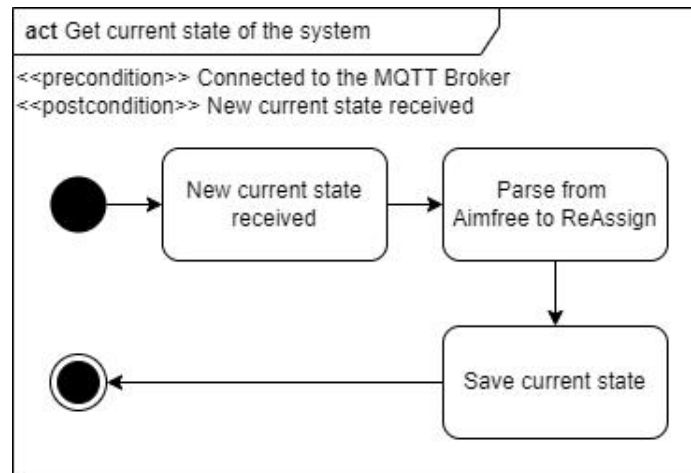 act Get current state of the system
<<precondition>> Connected to the MQTT Broker
<<postcondition>> New current state received
New current state
received
Parse from
Aimfree to ReAssign
Save current state